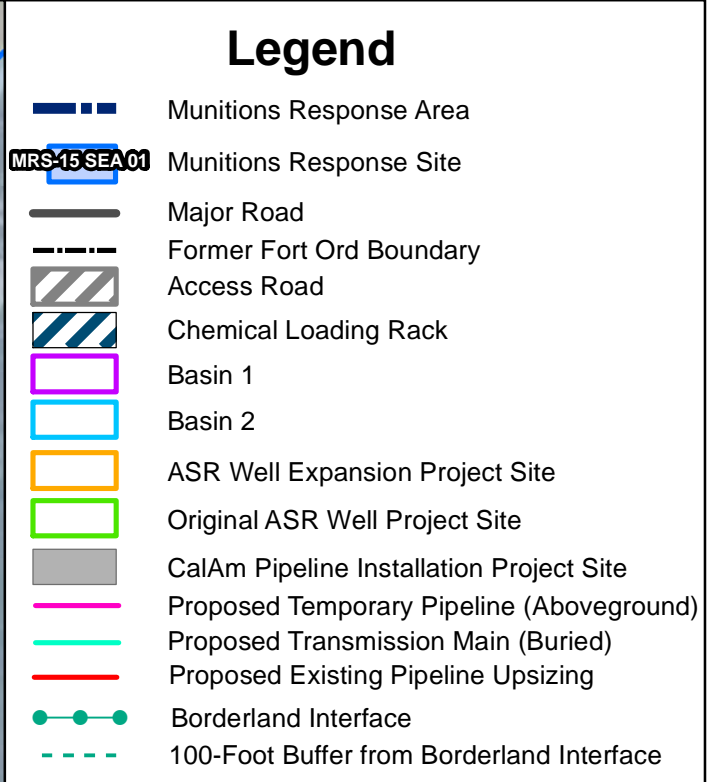 Legend
Munitions Response Area
MRS-15 SEA 01 Munitions Response Site
Major Road
Former Fort Ord Boundary
Access Road
Chemical Loading Rack
Basin 1
Basin 2
ASR Well Expansion Project Site
Original ASR Well Project Site
CalAm Pipeline Installation Project Site
Proposed Temporary Pipeline (Aboveground)
Proposed Transmission Main (Buried)
Proposed Existing Pipeline Upsizing
Borderland Interface
100-Foot Buffer from Borderland Interface